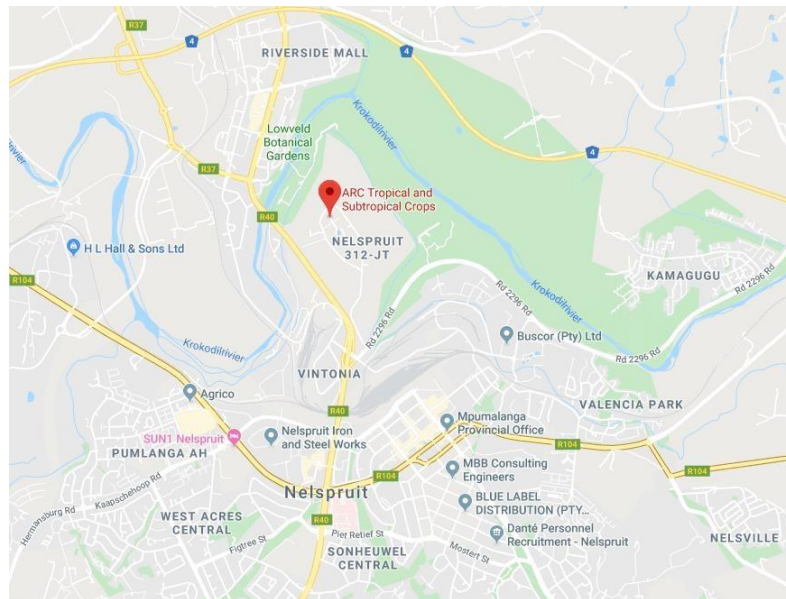 R37
4
RIVERSIDE MALL
4
Krokodilrivier
Lowveld
Botanical
Gardens
4
R37
ARC Tropical and
Subtropical Crops
R40
NELSPRUIT
312-JT
H L Hall & Sons Ltd
KAMAGUGU
R104
Rd 2296 Rd
Krokodilrivier
Rd 2296 Rd
Rd 2296 Rd
Buscor (Pty) Ltd
Krokodilrivier
Rd 2296 Rd
VINTONIA
Agrico
VALENCIA PARK
R40
Mpumalanga
Provincial Office
SUN1 Nelspruit
Nelspruit Iron
and Steel Works
R104
PUMLANGA AH
MBB Consulting
Engineers
R104
R104
Kaapschehoop Rd
Nelspruit
BLUE LABEL
DISTRIBUTION (PTY...
Hermansburg Rd
WEST ACRES
CENTRAL
R40
Piet Retief St
Danté Personnel
Recruitment - Nelspruit
NELSVILLE
Figtree St
SONHEUWEL
CENTRAL
Mostert St